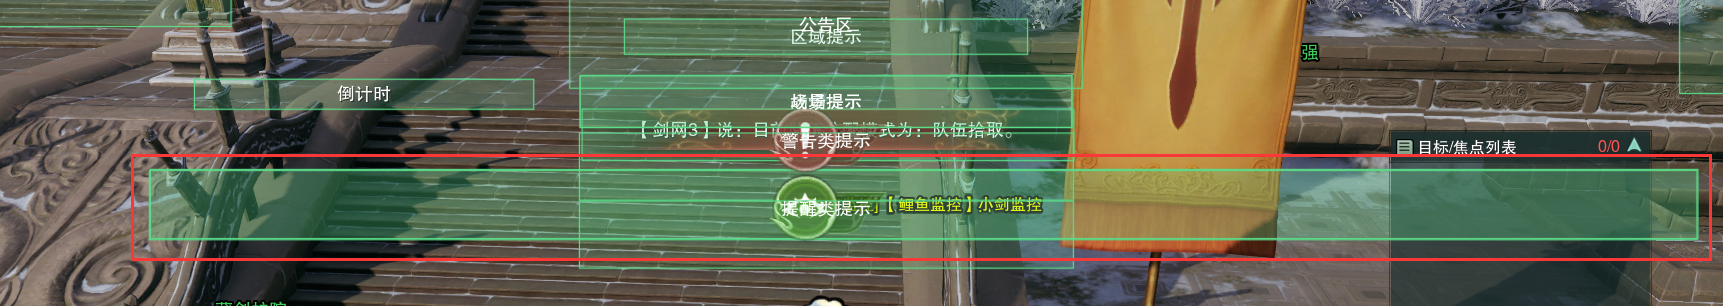 公告区
区域提示
强
倒计时
战场提示
【剑网3】说：目
式为：队伍拾取。
警告类提示
目标/焦点列表
0/0
提醒类提示
【鲤鱼监控】小剑监控